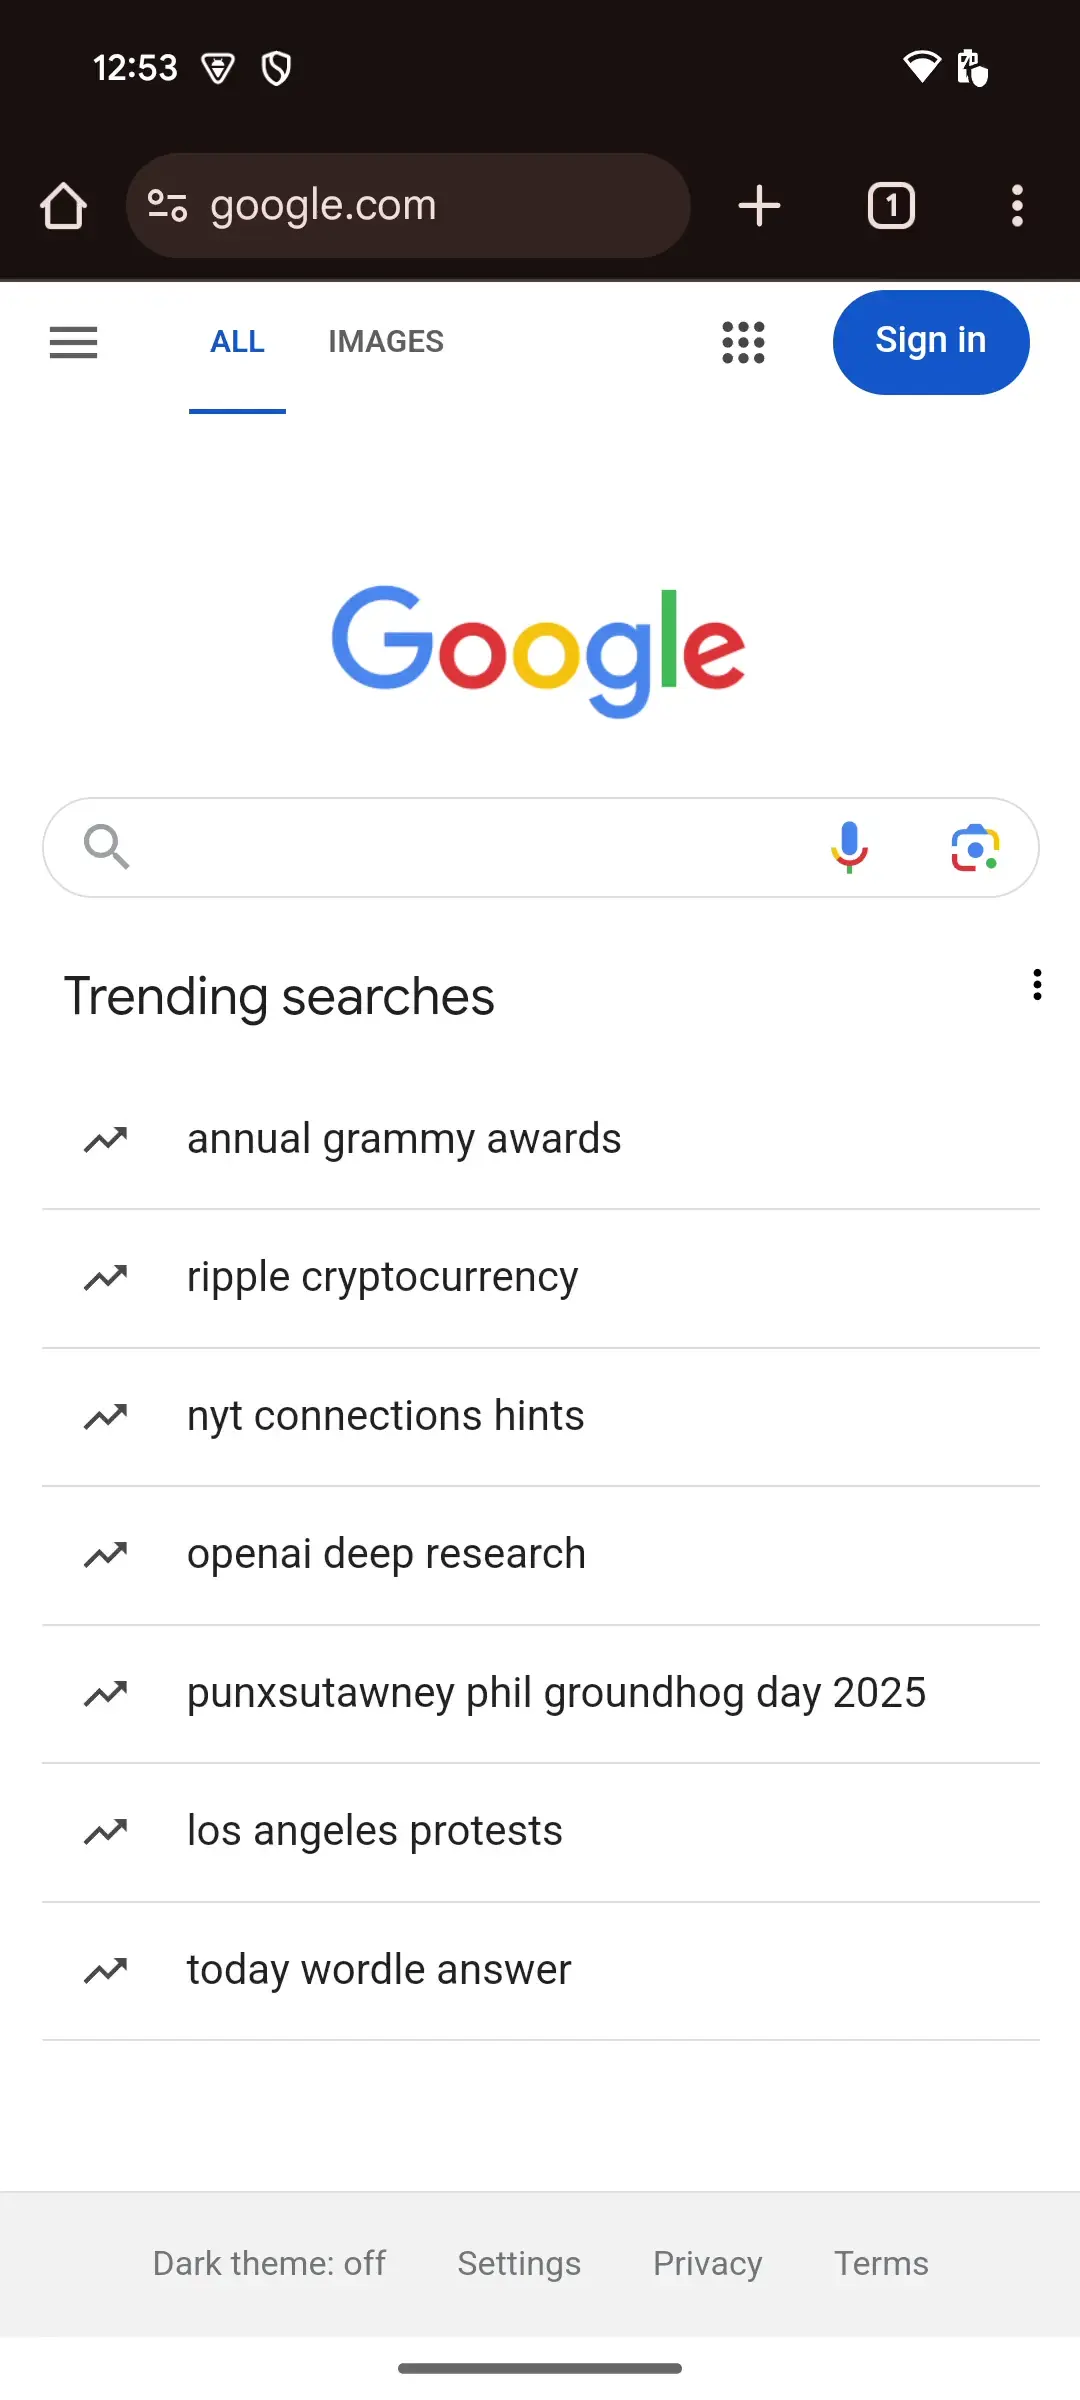 12:53
google.com
1
ALL IMAGES
Sign in
Google
Trending searches
annual grammy awards
ripple cryptocurrency
nyt connections hints
openai deep research
punxsutawney phil groundhog day 2025
los angeles protests
today wordle answer
Dark theme: off Settings Privacy Terms